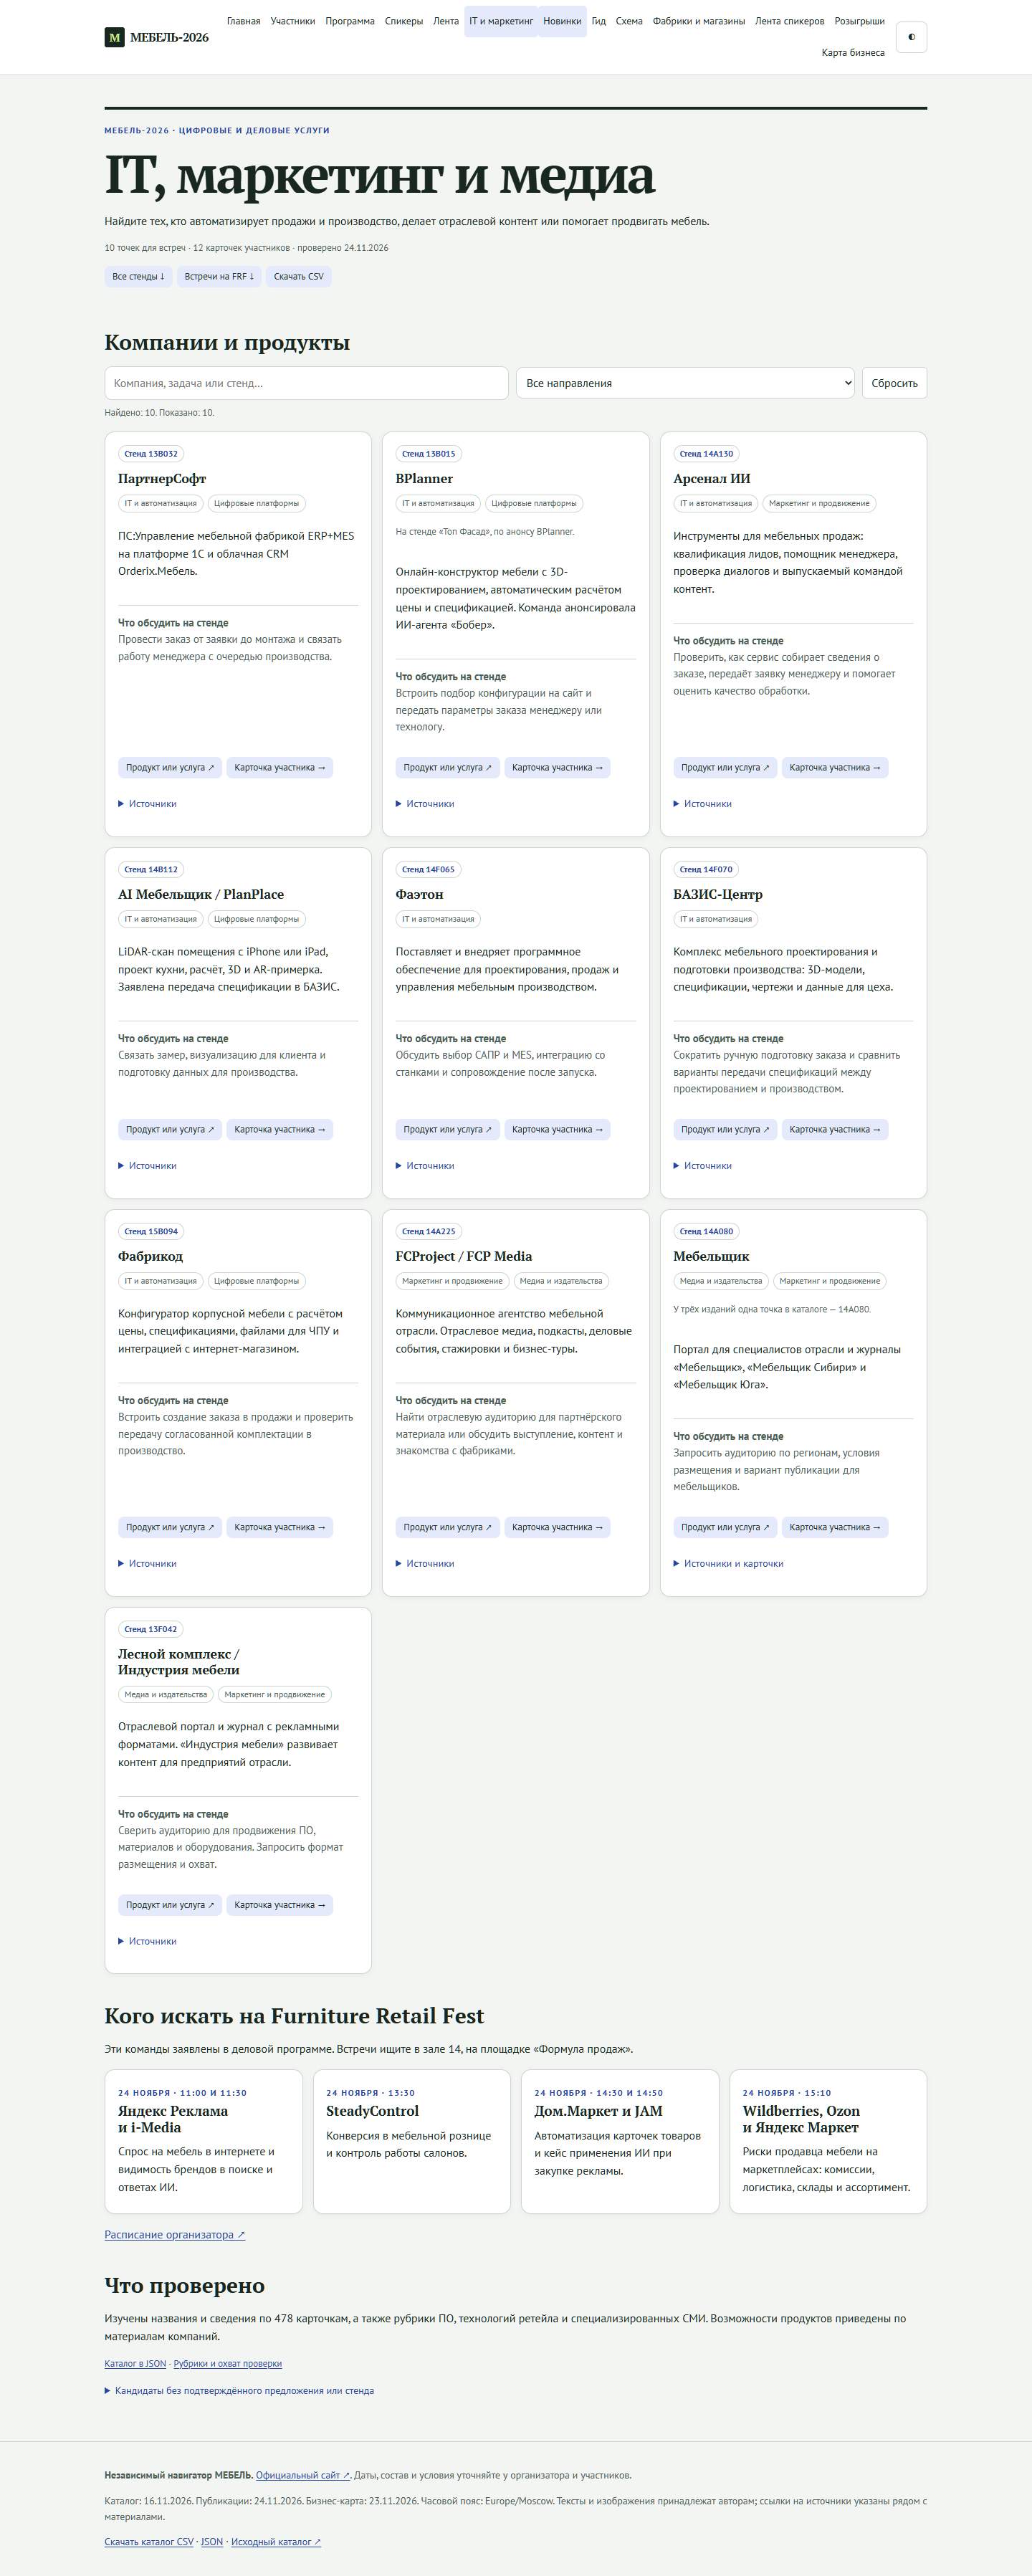 М МЕБЕЛЬ-2026
Главная Участники Программа Спикеры Лента IT и маркетинг Новинки Гид Схема Фабрики и магазины Лента спикеров Розыгрыши
Карта бизнеса
МЕБЕЛЬ-2026 · ЦИФРОВЫЕ И ДЕЛОВЫЕ УСЛУГИ
IT, маркетинг и медиа
Найдите тех, кто автоматизирует продажи и производство, делает отраслевой контент или помогает продвигать мебель.
10 точек для встреч · 12 карточек участников · проверено 24.11.2026
Все стенды ↓ Встречи на FRF ↓ Скачать CSV
Компании и продукты
Компания, задача или стенд… Все направления Сбросить
Найдено: 10. Показано: 10.
Стенд 13B032
ПартнерСофт
IT и автоматизация Цифровые платформы
ПС:Управление мебельной фабрикой ERP+MES
на платформе 1С и облачная CRM
Orderix.Мебель.
Что обсудить на стенде
Провести заказ от заявки до монтажа и связать
работу менеджера с очередью производства.
Продукт или услуга ↗ Карточка участника →
▶ Источники
Стенд 13B015
BPlanner
IT и автоматизация Цифровые платформы
На стенде «Топ Фасад», по анонсу BPlanner.
Онлайн-конструктор мебели с 3D-
проектированием, автоматическим расчётом
цены и спецификацией. Команда анонсировала
ИИ-агента «Бобер».
Что обсудить на стенде
Встроить подбор конфигурации на сайт и
передать параметры заказа менеджеру или
технологу.
Продукт или услуга ↗ Карточка участника →
▶ Источники
Стенд 14A130
Арсенал ИИ
IT и автоматизация Маркетинг и продвижение
Инструменты для мебельных продаж:
квалификация лидов, помощник менеджера,
проверка диалогов и выпускаемый командой
контент.
Что обсудить на стенде
Проверить, как сервис собирает сведения о
заказе, передаёт заявку менеджеру и помогает
оценить качество обработки.
Продукт или услуга ↗ Карточка участника →
▶ Источники
Стенд 14B112
AI Мебельщик / PlanPlace
IT и автоматизация Цифровые платформы
LiDAR-скан помещения с iPhone или iPad,
проект кухни, расчёт, 3D и AR-примерка.
Заявлена передача спецификации в БАЗИС.
Что обсудить на стенде
Связать замер, визуализацию для клиента и
подготовку данных для производства.
Продукт или услуга ↗ Карточка участника →
▶ Источники
Стенд 14F065
Фаэтон
IT и автоматизация
Поставляет и внедряет программное
обеспечение для проектирования, продаж и
управления мебельным производством.
Что обсудить на стенде
Обсудить выбор САПР и MES, интеграцию со
станками и сопровождение после запуска.
Продукт или услуга ↗ Карточка участника →
▶ Источники
Стенд 14F070
БАЗИС-Центр
IT и автоматизация
Комплекс мебельного проектирования и
подготовки производства: 3D-модели,
спецификации, чертежи и данные для цеха.
Что обсудить на стенде
Сократить ручную подготовку заказа и сравнить
варианты передачи спецификаций между
проектированием и производством.
Продукт или услуга ↗ Карточка участника →
▶ Источники
Стенд 15B094
Фабрикод
IT и автоматизация Цифровые платформы
Конфигуратор корпусной мебели с расчётом
цены, спецификациями, файлами для ЧПУ и
интеграцией с интернет-магазином.
Что обсудить на стенде
Встроить создание заказа в продажи и проверить
передачу согласованной комплектации в
производство.
Продукт или услуга ↗ Карточка участника →
▶ Источники
Стенд 14A225
FCProject / FCP Media
Маркетинг и продвижение Медиа и издательства
Коммуникационное агентство мебельной
отрасли. Отраслевое медиа, подкасты, деловые
события, стажировки и бизнес-туры.
Что обсудить на стенде
Найти отраслевую аудиторию для партнёрского
материала или обсудить выступление, контент и
знакомства с фабриками.
Продукт или услуга ↗ Карточка участника →
▶ Источники
Стенд 14A080
Мебельщик
Медиа и издательства Маркетинг и продвижение
У трёх изданий одна точка в каталоге — 14A080.
Портал для специалистов отрасли и журналы
«Мебельщик», «Мебельщик Сибири» и
«Мебельщик Юга».
Что обсудить на стенде
Запросить аудиторию по регионам, условия
размещения и вариант публикации для
мебельщиков.
Продукт или услуга ↗ Карточка участника →
▶ Источники и карточки
Стенд 13F042
Лесной комплекс /
Индустрия мебели
Медиа и издательства Маркетинг и продвижение
Отраслевой портал и журнал с рекламными
форматами. «Индустрия мебели» развивает
контент для предприятий отрасли.
Что обсудить на стенде
Сверить аудиторию для продвижения ПО,
материалов и оборудования. Запросить формат
размещения и охват.
Продукт или услуга ↗ Карточка участника →
▶ Источники
Кого искать на Furniture Retail Fest
Эти команды заявлены в деловой программе. Встречи ищите в зале 14, на площадке «Формула продаж».
24 НОЯБРЯ · 11:00 И 11:30
Яндекс Реклама
и i-Media
Спрос на мебель в интернете и
видимость брендов в поиске и
ответах ИИ.
24 НОЯБРЯ · 13:30
SteadyControl
Конверсия в мебельной рознице
и контроль работы салонов.
24 НОЯБРЯ · 14:30 И 14:50
Дом.Маркет и JAM
Автоматизация карточек товаров
и кейс применения ИИ при
закупке рекламы.
24 НОЯБРЯ · 15:10
Wildberries, Ozon
и Яндекс Маркет
Риски продавца мебели на
маркетплейсах: комиссии,
логистика, склады и ассортимент.
Расписание организатора ↗
Что проверено
Изучены названия и сведения по 478 карточкам, а также рубрики ПО, технологий ретейла и специализированных СМИ. Возможности продуктов приведены по
материалам компаний.
Каталог в JSON · Рубрики и охват проверки
▶ Кандидаты без подтверждённого предложения или стенда
Независимый навигатор МЕБЕЛЬ. Официальный сайт ↗. Даты, состав и условия уточняйте у организатора и участников.
Каталог: 16.11.2026. Публикации: 24.11.2026. Бизнес-карта: 23.11.2026. Часовой пояс: Europe/Moscow. Тексты и изображения принадлежат авторам; ссылки на источники указаны рядом с
материалами.
Скачать каталог CSV · JSON · Исходный каталог ↗